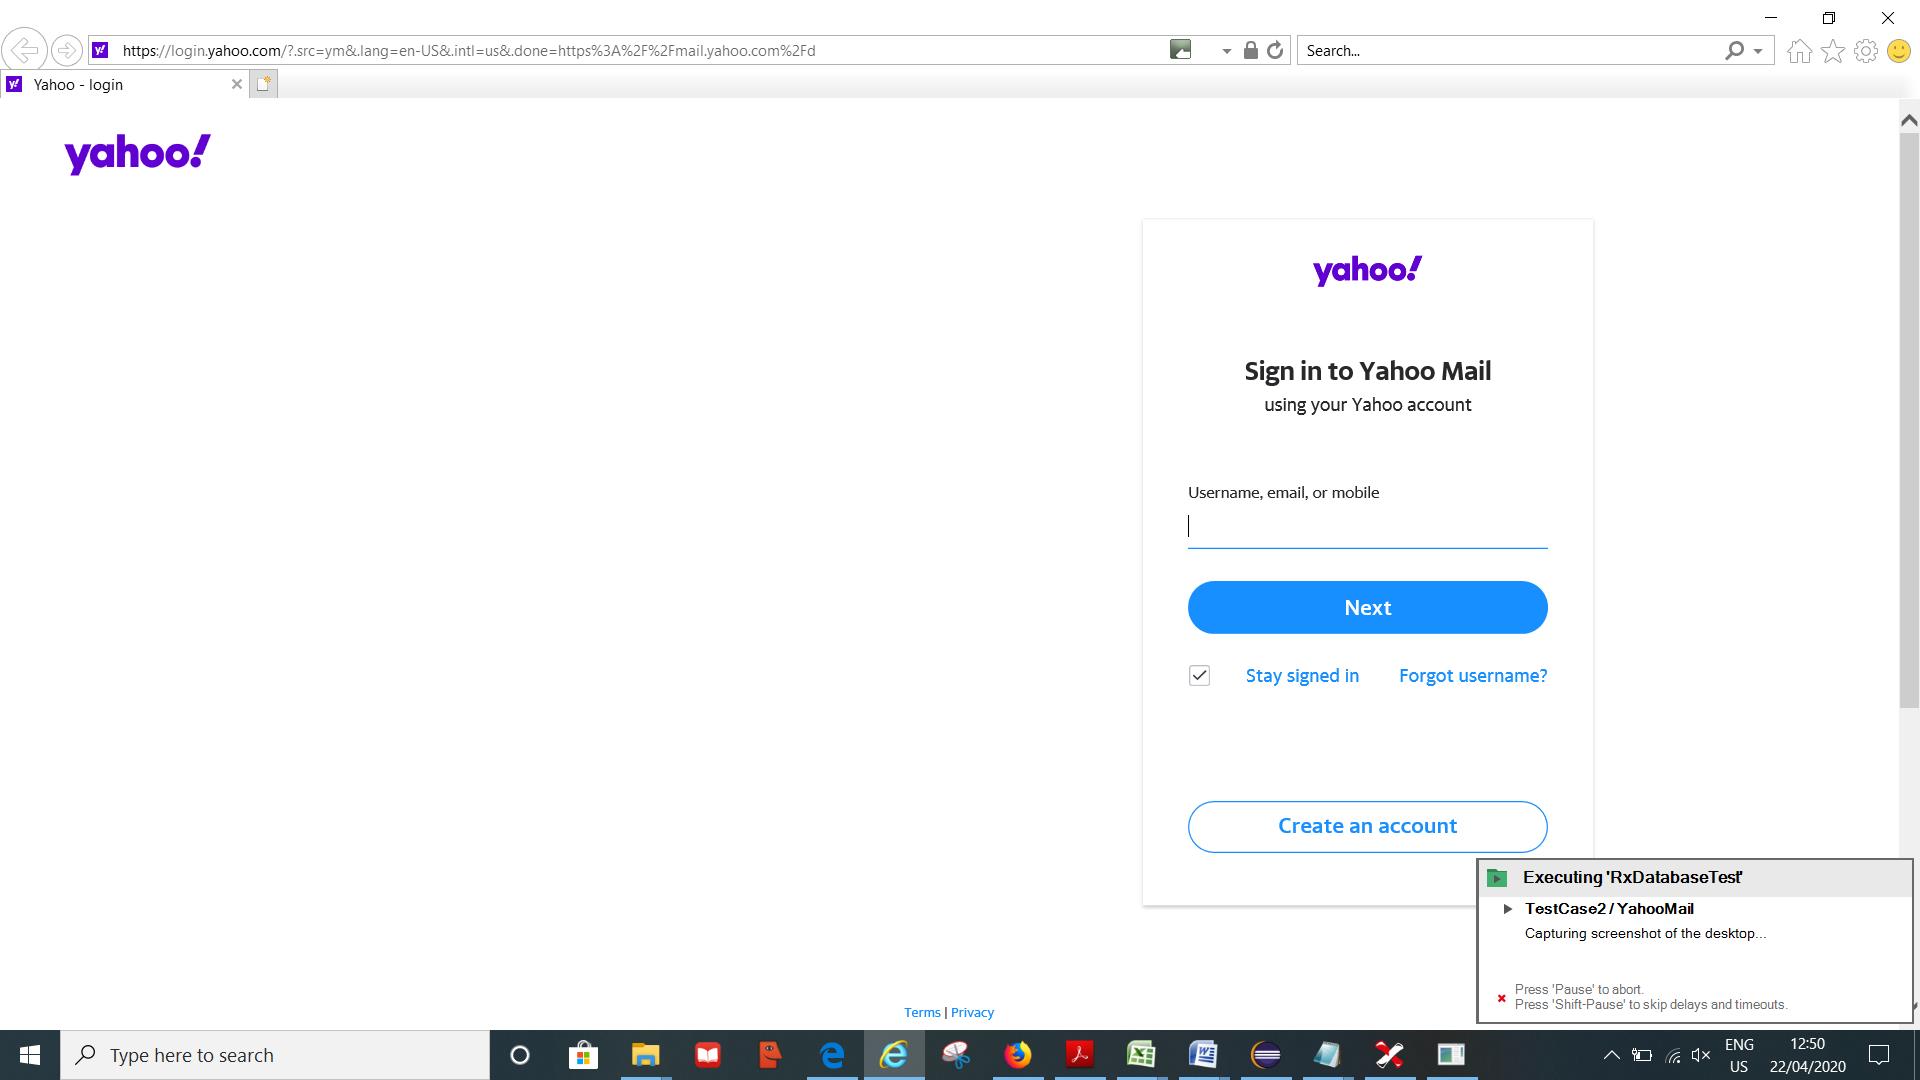 https://login.yahoo.com/?.src=ym&.lang=en-US&.intl=us&.done=https%3A%2F%2Fmail.yahoo.com%2Fd
Search...
Yahoo - login
yahoo!
yahoo!
Sign in to Yahoo Mail
using your Yahoo account
Username, email, or mobile
Next
Stay signed in
Forgot username?
Create an account
Executing 'RxDatabaseTest'
TestCase2 / YahooMail
Capturing screenshot of the desktop...
Press 'Pause' to abort.
Press 'Shift-Pause' to skip delays and timeouts.
Terms | Privacy
Type here to search
ENG
US
12:50
22/04/2020